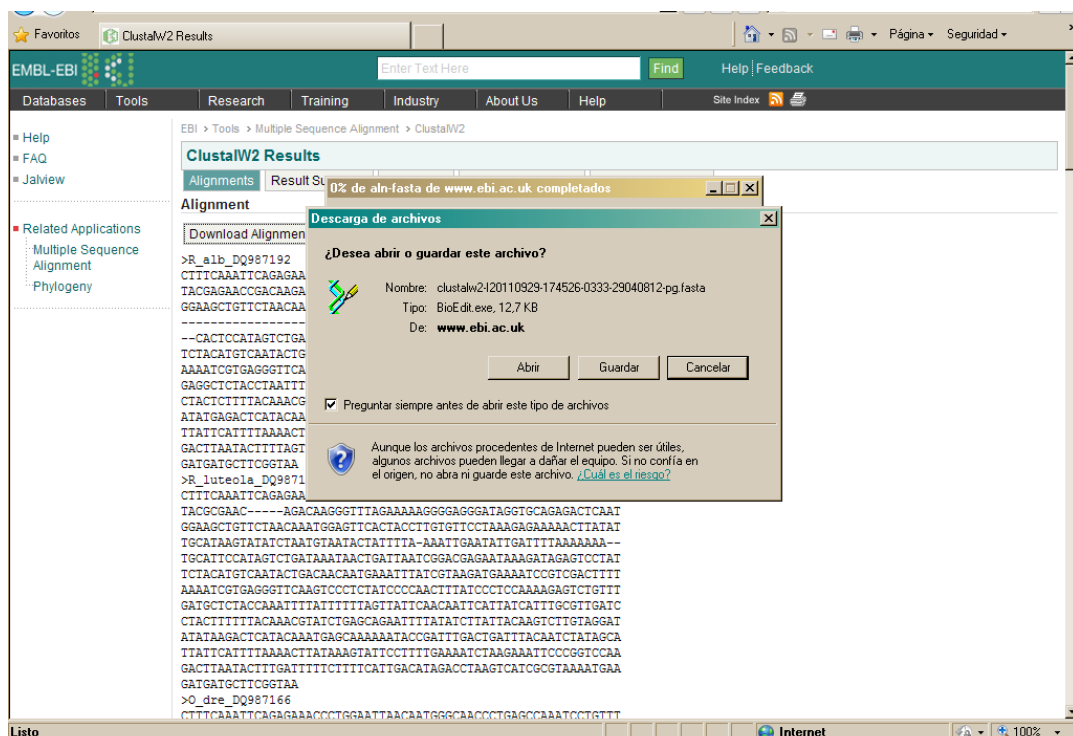 Favoritos
ClustalW2 Results
Página
Seguridad
EMBL-EBI
Enter Text Here
Find
Help | Feedback
Databases
Tools
Research
Training
Industry
About Us
Help
Site Index
Help
FAQ
Jalview
Related Applications
Multiple Sequence
Alignment
Phylogeny
EBI > Tools > Multiple Sequence Alignment > ClustalW2
ClustalW2 Results
Alignments
Result Su
Alignment
Download Alignmen
0% de aln-fasta de www.ebi.ac.uk completados
Descarga de archivos
¿Desea abrir o guardar este archivo?
Nombre: clustalw2-I20110929-174526-0333-29040812-pg.fasta
Tipo: BioEdit.exe, 12,7 KB
De: www.ebi.ac.uk
Abrir
Guardar
Cancelar
Preguntar siempre antes de abrir este tipo de archivos
Aunque los archivos procedentes de Internet pueden ser útiles,
algunos archivos pueden llegar a dañar el equipo. Si no confía en
el origen, no abra ni guarde este archivo. ¿Cuál es el riesgo?
>R_alb_DQ987192
CTTTCAAATTCAGAGAA
TACGAGAACCGACAAGA
GGAAGCTGTTCTAACAA
-----------------
--CACTCCATAGTCTGA
TCTACATGTCAATACTG
AAAATCGTGAGGGTTCA
GAGGCTCTACCTAATTT
CTACTCTTTTACAAACG
ATATGAGACTCATACAA
TTATTCATTTTAAAACT
GACTTAATACTTTTAGT
GATGATGCTTCGGTAA
>R_luteola_DQ9871
CTTTCAAATTCAGAGAA
TACGCGAAC-----AGACAAGGGTTTAGAAAAAGGGGAGGGATAGGTGCAGAGACTCAAT
GGAAGCTGTTCTAACAAATGGAGTTCACTACCTTGTGTTCCTAAAGAGAAAAACTTATAT
TGCATAAGTATATCTAATGTAATACTATTTTA-AAATTGAATATTGATTTTAAAAAAA--
TGCATTCCATAGTCTGATAAATAACTGATTAATCGGACGAGAATAAAGATAGAGTCCTAT
TCTACATGTCAATACTGACAACAATGAAATTTATCGTAAGATGAAAATCCGTCGACTTTT
AAAATCGTGAGGGTTCAAGTCCCTCTATCCCCAACTTTATCCCTCCAAAAGAGTCTGTTT
GATGCTCTACCAAATTTTATTTTTTAGTTATTCAACAATTCATTATCATTTGCGTTGATC
CTACTTTTTTACAAACGTATCTGAGCAGAATTTTATATCTTATTACAAGTCTTGTAGGAT
ATATAAGACTCATACAAATGAGCAAAAAATACCGATTTGACTGATTTACAATCTATAGCA
TTATTCATTTTAAAACTTATAAAGTATTCCTTTTGAAAATCTAAGAAATTCCCGGTCCAA
GACTTAATACTTTGATTTTTCTTTTCATTGACATAGACCTAAGTCATCGCGTAAAATGAA
GATGATGCTTCGGTAA
>O_dre_DQ987166
CTTTCAAATTCAGAGAAACCCTGGAATTAACAATGGGCAACCCTGAGCCAAATCCTGTTT
Listo
Internet
100%